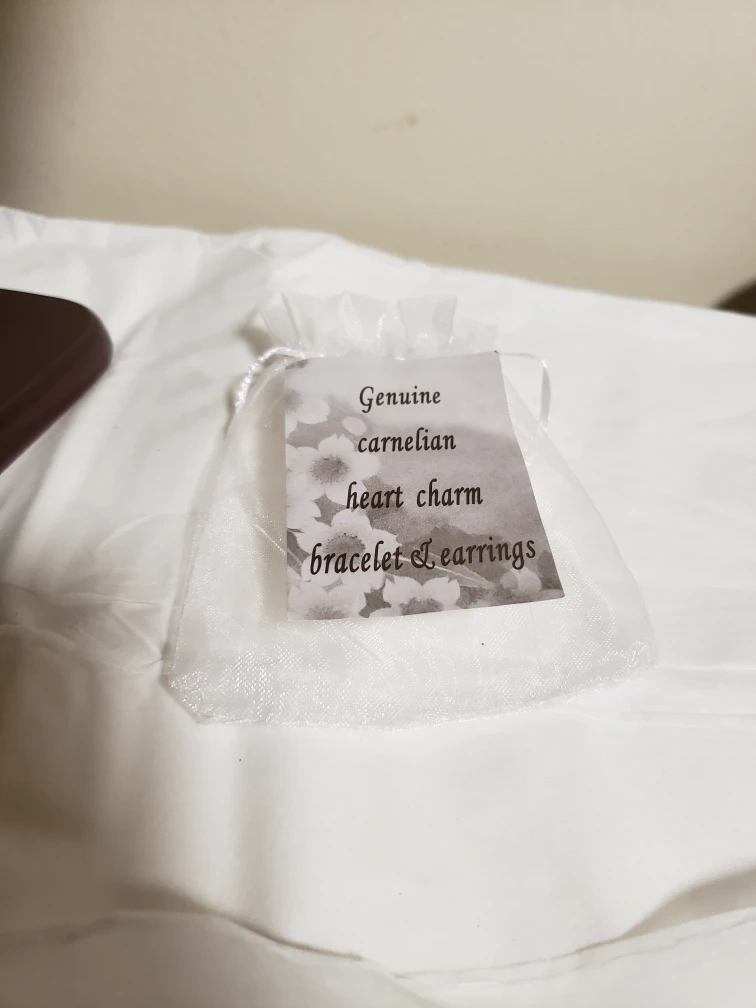 Genuine
carnelian
heart charm
bracelet & earrings